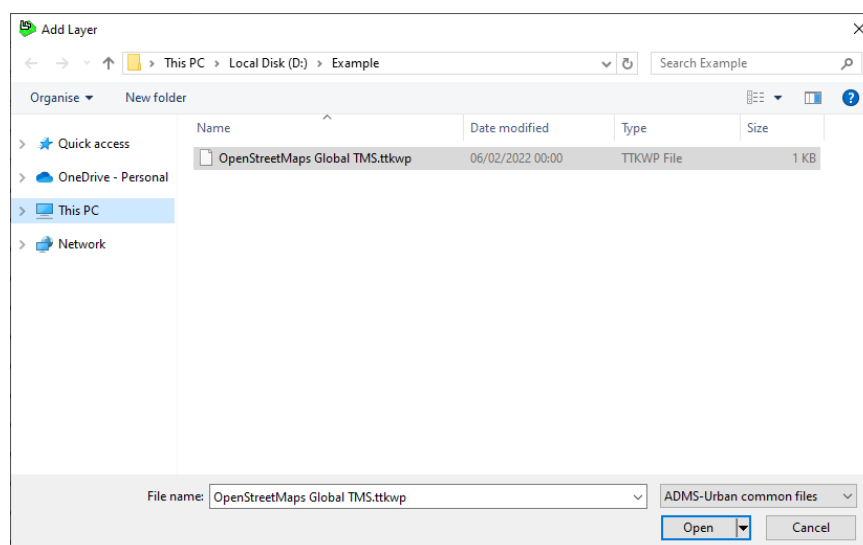 Add Layer
This PC > Local Disk (D:) > Example
Search Example
Organise New folder
Name Date modified Type Size
Quick access
OpenStreetMaps Global TMS.ttkwp 06/02/2022 00:00 TTKWP File 1 KB
OneDrive - Personal
This PC
Network
File name: OpenStreetMaps Global TMS.ttkwp ADMS-Urban common files
Open Cancel